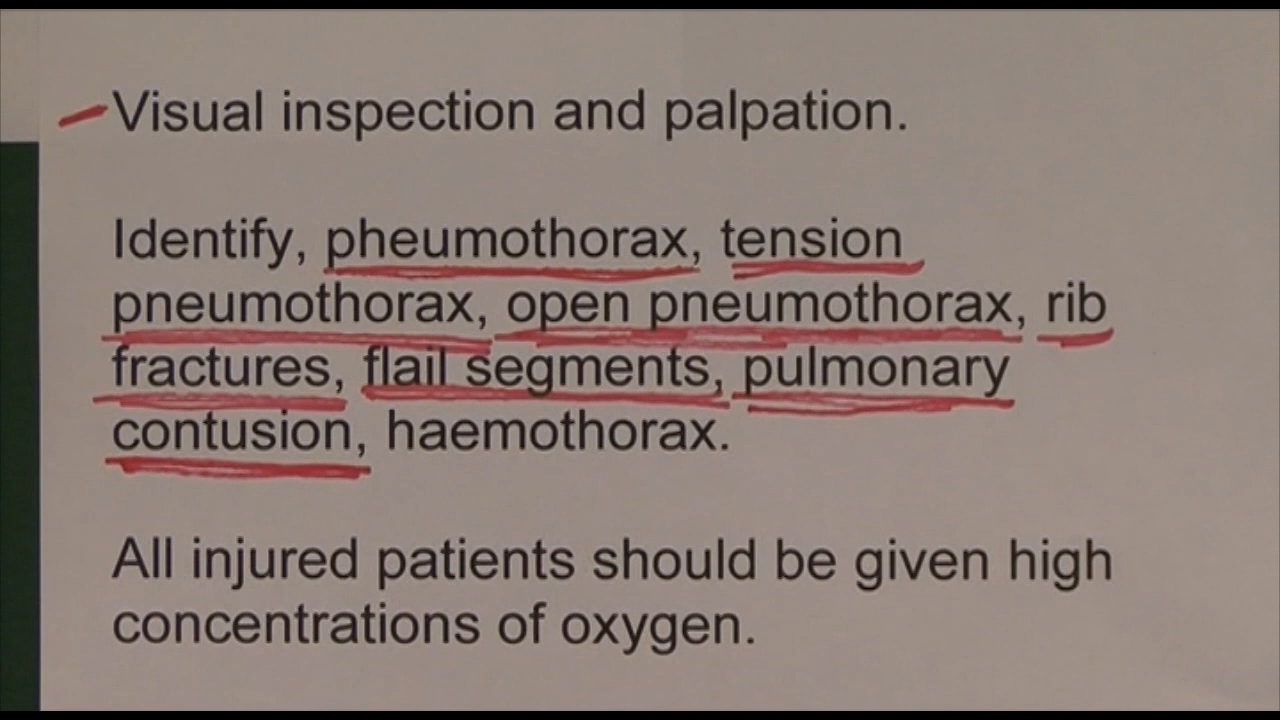 Visual inspection and palpation.
Identify, pheumothorax, tension
pneumothorax, open pneumothorax, rib
fractures, flail segments, pulmonary
contusion, haemothorax.
All injured patients should be given high
concentrations of oxygen.